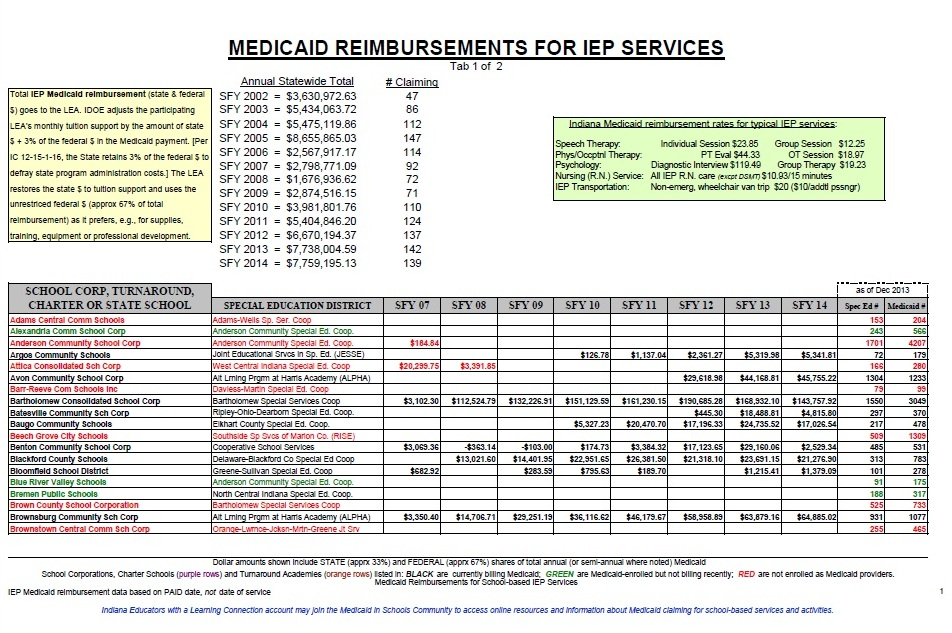 MEDICAID REIMBURSEMENTS FOR IEP SERVICES
Tab 1 of 2
Total IEP Medicaid reimbursement (state & federal
$) goes to the LEA. IDOE adjusts the participating
LEA's monthly tuition support by the amount of state
$ + 3% of the federal $ in the Medicaid payment. [Per
IC 12-15-1-16, the State retains 3% of the federal $ to
defray state program administration costs.] The LEA
restores the state $ to tuition support and uses the
unrestriced federal $ (approx 67% of total
reimbursement) as it prefers, e.g., for supplies,
training, equipment or professional development.
Annual Statewide Total # Claiming
SFY 2002 = $3,630,972.63 47
SFY 2003 = $5,434,063.72 86
SFY 2004 = $5,475,119.86 112
SFY 2005 = $8,655,865.03 147
SFY 2006 = $2,567,917.17 114
SFY 2007 = $2,798,771.09 92
SFY 2008 = $1,676,936.62 72
SFY 2009 = $2,874,516.15 71
SFY 2010 = $3,981,801.76 110
SFY 2011 = $5,404,846.20 124
SFY 2012 = $6,670,194.37 137
SFY 2013 = $7,738,004.59 142
SFY 2014 = $7,759,195.13 139
Indiana Medicaid reimbursement rates for typical IEP services:
Speech Therapy: Individual Session $23.85 Group Session $12.25
Phys/Occptnl Therapy: PT Eval $44.33 OT Session $18.97
Psychology: Diagnostic Interview $119.49 Group Therapy $19.23
Nursing (R.N.) Service: All IEP R.N. care (excpt DSMT) $10.93/15 minutes
IEP Transportation: Non-emerg, wheelchair van trip $20 ($10/addtl pssngr)
as of Dec 2013
SCHOOL CORP, TURNAROUND, CHARTER OR STATE SCHOOL SPECIAL EDUCATION DISTRICT SFY 07 SFY 08 SFY 09 SFY 10 SFY 11 SFY 12 SFY 13 SFY 14 Spec Ed # Medicaid #
Adams Central Comm Schools Adams-Wells Sp. Ser. Coop 153 204
Alexandria Comm School Corp Anderson Community Special Ed. Coop. 243 566
Anderson Community School Corp Anderson Community Special Ed. Coop. $184.84 1701 4207
Argos Community Schools Joint Educational Srvcs in Sp. Ed. (JESSE) $126.78 $1,137.04 $2,361.27 $5,319.98 $5,341.81 72 179
Attica Consolidated Sch Corp West Central Indiana Special Ed. Coop $20,299.75 $3,391.85 166 280
Avon Community School Corp Alt Lrning Prgrm at Harris Academy (ALPHA) $29,618.98 $44,168.81 $45,755.22 1304 1233
Barr-Reeve Com Schools Inc Daviess-Martin Special Ed. Coop 79 99
Bartholomew Consolidated School Corp Bartholomew Special Services Coop $3,102.30 $112,524.79 $132,226.91 $151,129.59 $161,230.15 $190,685.28 $168,932.10 $143,757.92 1550 3049
Batesville Community Sch Corp Ripley-Ohio-Dearborn Special Ed. Coop. $445.30 $18,488.81 $4,815.80 297 370
Baugo Community Schools Elkhart County Special Ed. Coop. $5,327.23 $20,470.70 $17,196.33 $24,735.52 $17,026.54 217 478
Beech Grove City Schools Southside Sp Svcs of Marion Co. (RISE) 509 1309
Benton Community School Corp Cooperative School Services $3,069.36 -$363.14 -$103.00 $174.73 $3,384.32 $17,123.65 $29,160.06 $2,529.34 485 531
Blackford County Schools Delaware-Blackford Co Special Ed Coop $13,021.60 $14,401.95 $22,951.65 $26,381.50 $21,318.10 $23,691.15 $21,276.90 313 783
Bloomfield School District Greene-Sullivan Special Ed. Coop $682.92 $283.59 $795.63 $189.70 $1,215.41 $1,379.09 101 278
Blue River Valley Schools Anderson Community Special Ed. Coop. 91 175
Bremen Public Schools North Central Indiana Special Ed. Coop. 188 317
Brown County School Corporation Bartholomew Special Services Coop 525 733
Brownsburg Community Sch Corp Alt Lrning Prgrm at Harris Academy (ALPHA) $3,350.40 $14,706.71 $29,251.19 $36,116.62 $46,179.67 $58,958.89 $63,879.16 $64,885.02 931 1077
Brownstown Central Comm Sch Corp Orange-Lwrnce-Jcksn-Mrtn-Greene Jt Srv 255 465
Dollar amounts include STATE (apprx 33%) and FEDERAL (apprx 67%) shares of total annual (or semi-annual where noted) Medicaid
School Corporations, Charter Schools (purple rows) and Turnaround Academies (orange rows) listed in: BLACK are currently billing Medicaid; GREEN are Medicaid-enrolled but not billing recently; RED are not enrolled as Medicaid providers.
Medicaid Reimbursements for School-based IEP Services
IEP Medicaid reimbursement data based on PAID date, not date of service
1
Indiana Educators with a Learning Connection account may join the Medicaid in Schools Community to access online resources and information about Medicaid claiming for school-based services and activities.